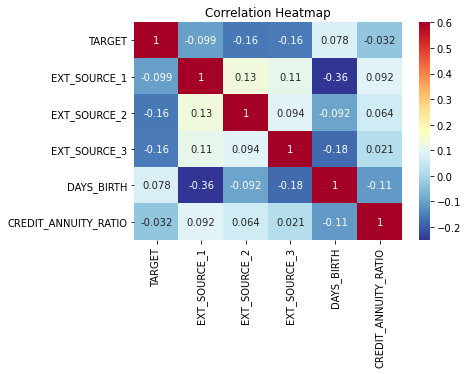 Correlation Heatmap
TARGET 1 -0.099 -0.16 -0.16 0.078 -0.032
EXT_SOURCE_1 -0.099 1 0.13 0.11 -0.36 0.092
EXT_SOURCE_2 -0.16 0.13 1 0.094 -0.092 0.064
EXT_SOURCE_3 -0.16 0.11 0.094 1 -0.18 0.021
DAYS_BIRTH 0.078 -0.36 -0.092 -0.18 1 -0.11
CREDIT_ANNUITY_RATIO -0.032 0.092 0.064 0.021 -0.11 1
TARGET
EXT_SOURCE_1
EXT_SOURCE_2
EXT_SOURCE_3
DAYS_BIRTH
CREDIT_ANNUITY_RATIO
0.6
0.5
0.4
0.3
0.2
0.1
0.0
−0.1
−0.2